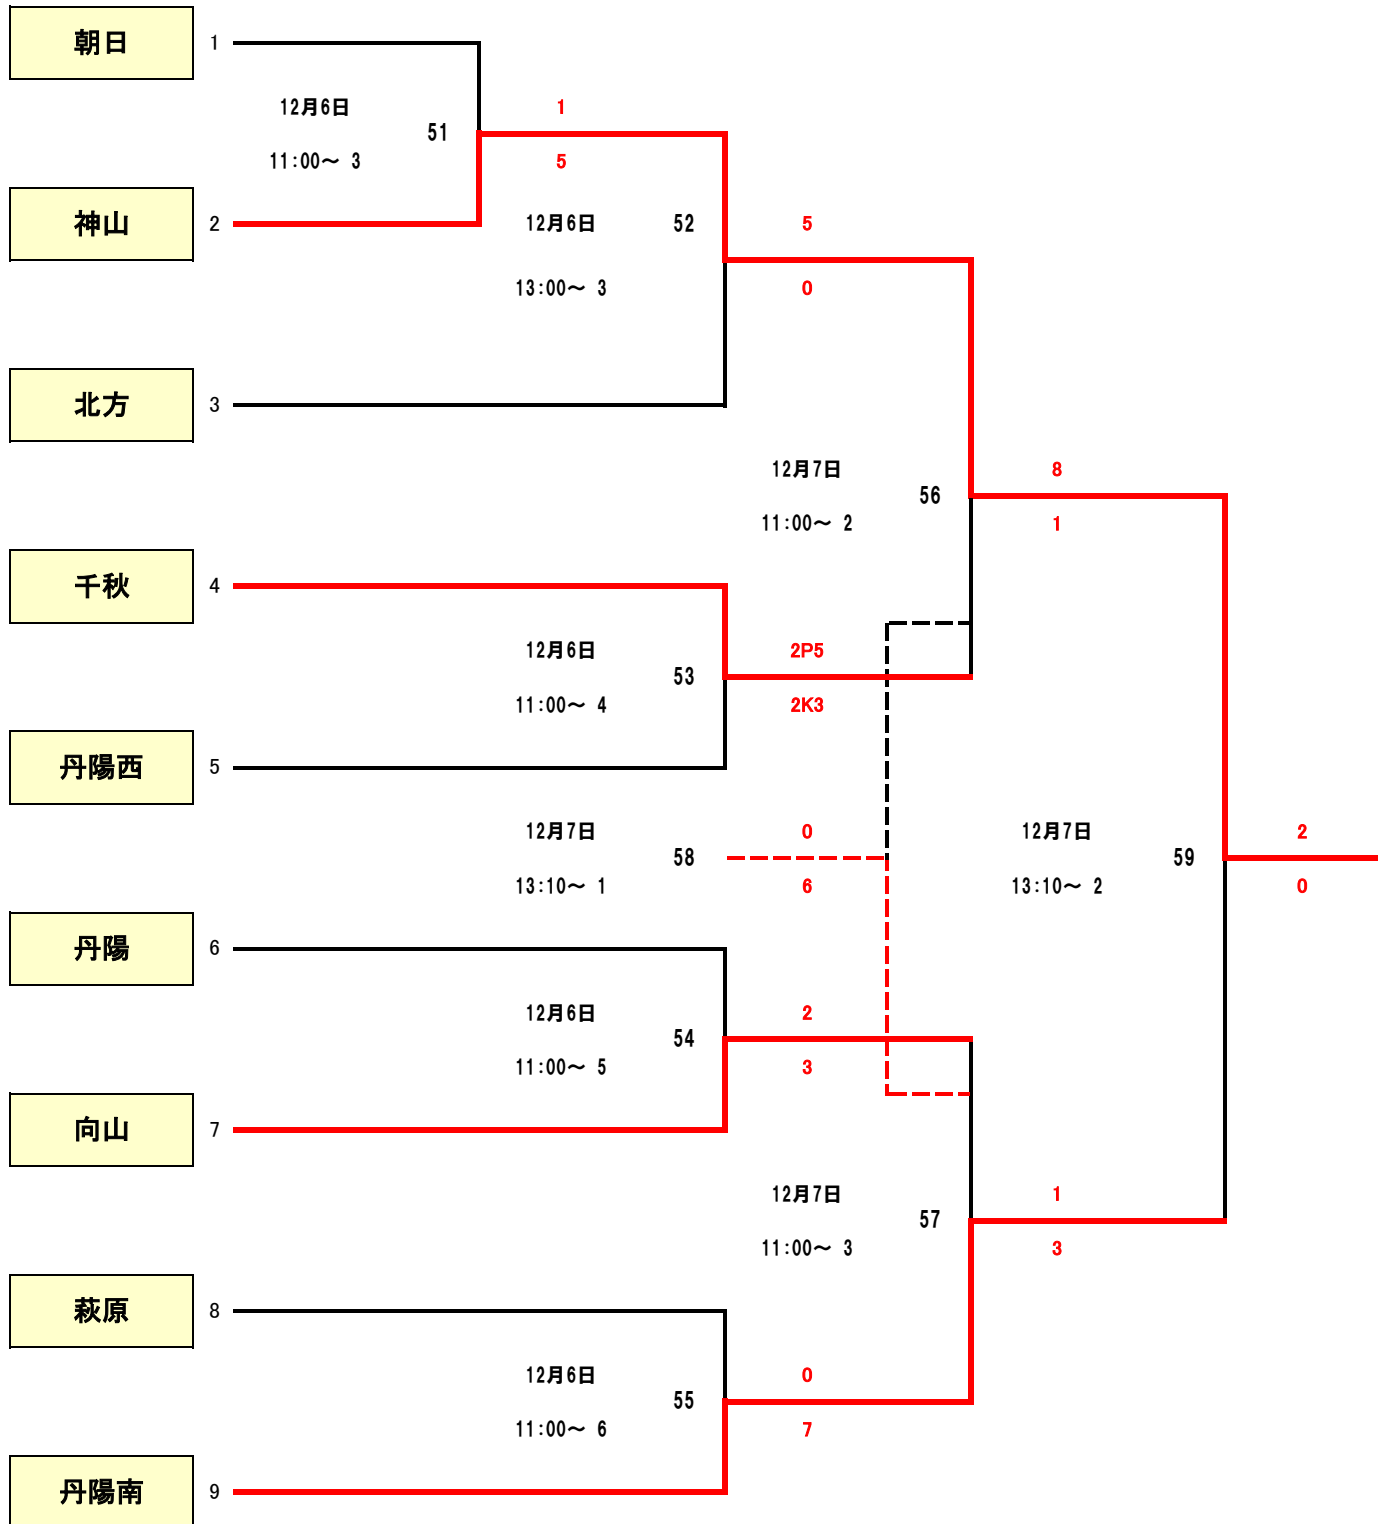 朝日 1
12月6日 1
51
11:00～ 3 5
神山 2 12月6日 52 5
13:00～ 3 0
北方 3
12月7日 8
56
11:00～ 2 1
千秋 4
12月6日 2P5
53
11:00～ 4 2K3
丹陽西 5
12月7日 0 12月7日 2
58 59
13:10～ 1 6 13:10～ 2 0
丹陽 6
12月6日 2
54
11:00～ 5 3
向山 7
12月7日 1
57
11:00～ 3 3
萩原 8
12月6日 0
55
11:00～ 6 7
丹陽南 9